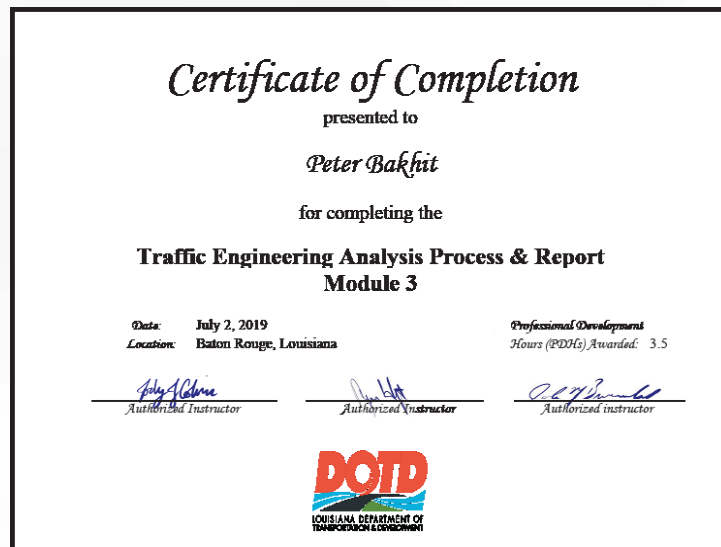 Certificate of Completion
presented to
Peter Bakhit
for completing the
Traffic Engineering Analysis Process & Report
Module 3
Date: July 2, 2019
Location: Baton Rouge, Louisiana
Professional Development
Hours (PDHs) Awarded: 3.5
Authorized Instructor
Authorized Instructor
Authorized instructor
DOTD
LOUISIANA DEPARTMENT OF
TRANSPORTATION & DEVELOPMENT